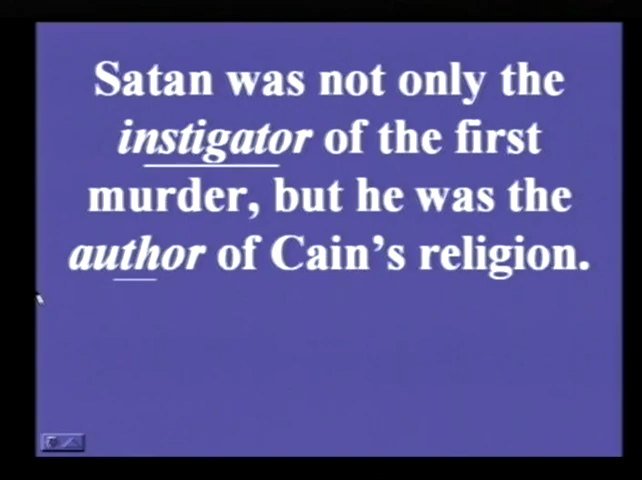 Satan was not only the
instigator of the first
murder, but he was the
author of Cain’s religion.